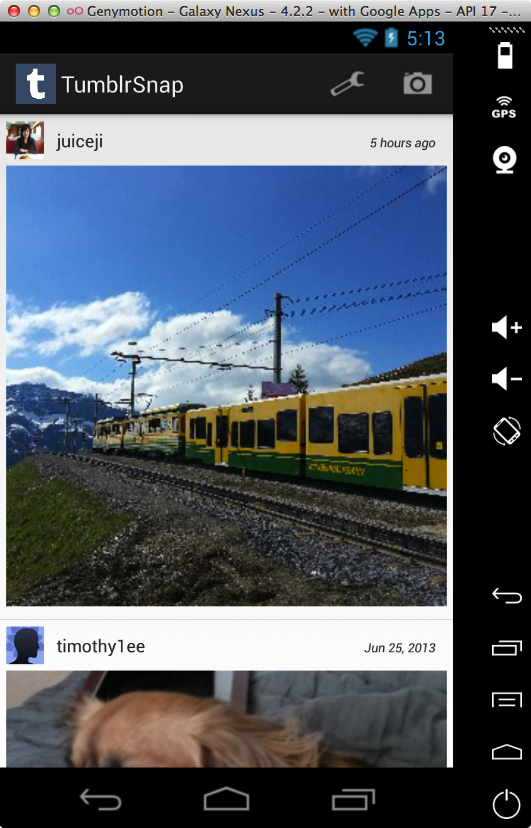 Genymotion - Galaxy Nexus - 4.2.2 - with Google Apps - API 17 -...
5:13
GPS
t TumblrSnap
juiceji
5 hours ago
timothy1ee
Jun 25, 2013